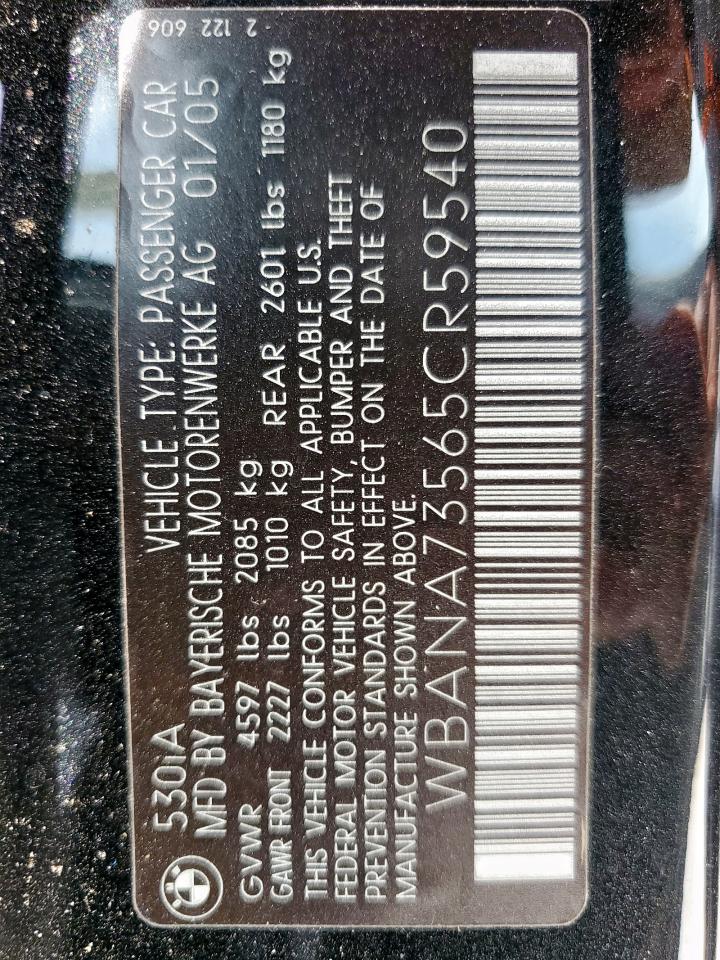 2 122 606
530iA VEHICLE TYPE: PASSENGER CAR
MFD BY BAYERISCHE MOTORENWERKE AG 01/05
GVWR 4597 lbs 2085 kg
GAWR FRONT 2227 lbs 1010 kg REAR 2601 lbs 1180 kg
THIS VEHICLE CONFORMS TO ALL APPLICABLE U.S.
FEDERAL MOTOR VEHICLE SAFETY, BUMPER AND THEFT
PREVENTION STANDARDS IN EFFECT ON THE DATE OF
MANUFACTURE SHOWN ABOVE.
WBANA73565CR59540